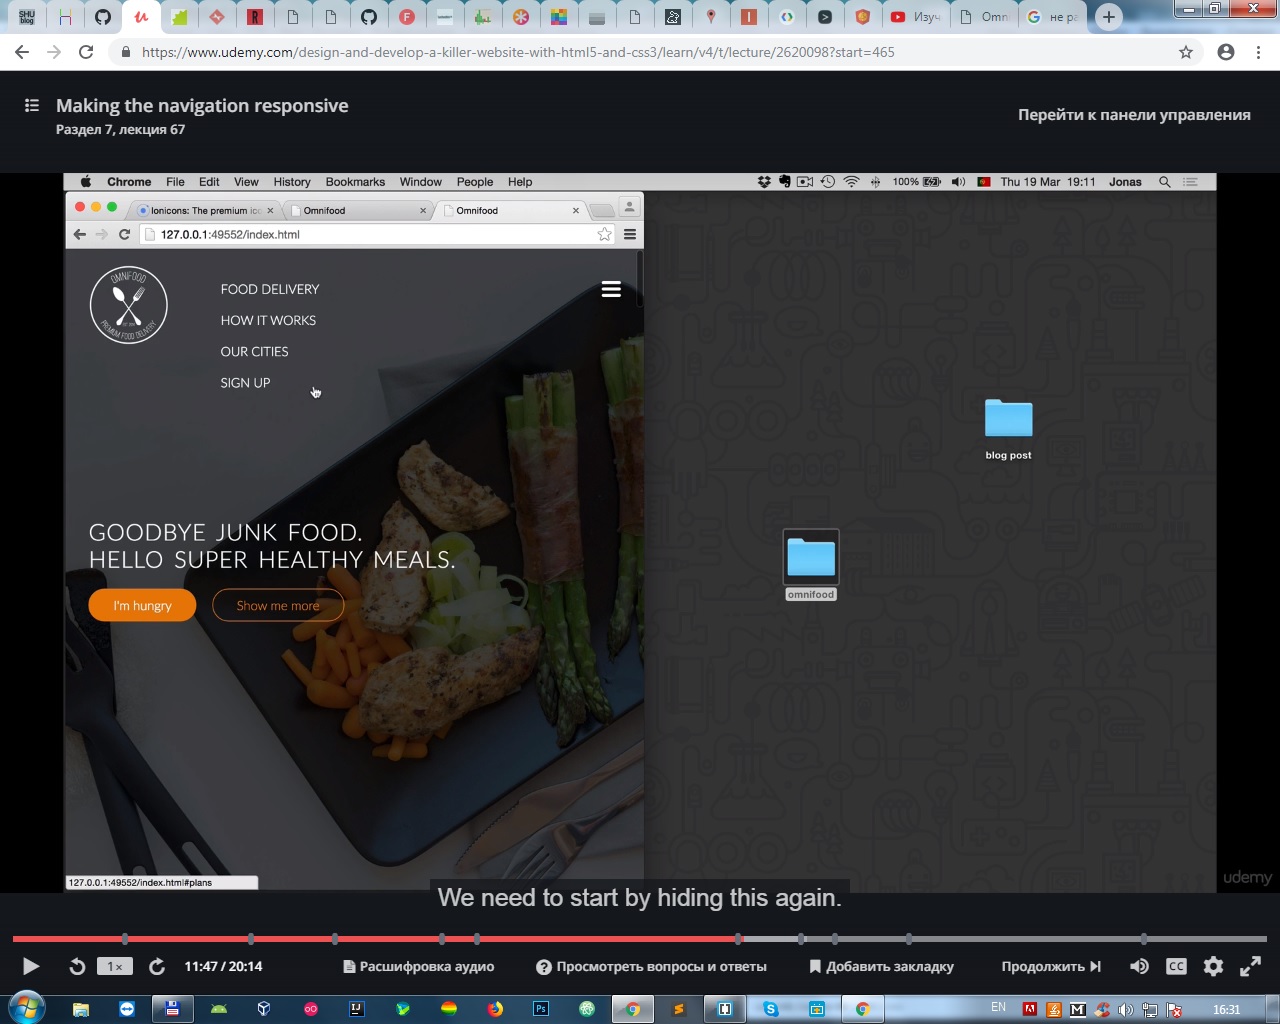 SHU blog
Изуч
Omni
не ра
https://www.udemy.com/design-and-develop-a-killer-website-with-html5-and-css3/learn/v4/t/lecture/2620098?start=465
Making the navigation responsive
Раздел 7, лекция 67
Перейти к панели управления
Chrome File Edit View History Bookmarks Window People Help
100% Thu 19 Mar 19:11 Jonas
Ionicons: The premium ico
Omnifood
Omnifood
127.0.0.1:49552/index.html
OMNIFOOD
PREMIUM FOOD DELIVERY
FOOD DELIVERY
HOW IT WORKS
OUR CITIES
SIGN UP
blog post
omnifood
GOODBYE JUNK FOOD.
HELLO SUPER HEALTHY MEALS.
I'm hungry
Show me more
127.0.0.1:49552/index.html#plans
udemy
We need to start by hiding this again.
1×
11:47 / 20:14
Расшифровка аудио
Просмотреть вопросы и ответы
Добавить закладку
Продолжить
CC
EN
16:31